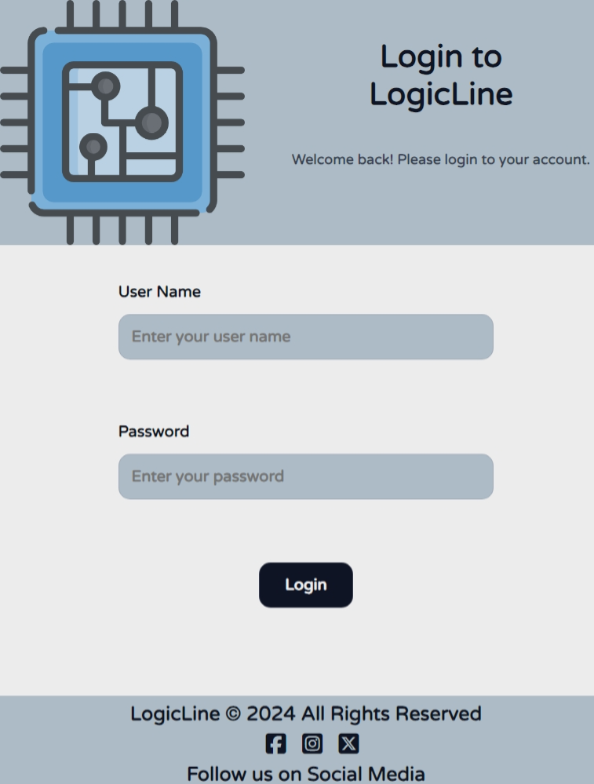 Login to
LogicLine
Welcome back! Please login to your account.
User Name
Enter your user name
Password
Enter your password
Login
LogicLine © 2024 All Rights Reserved
Follow us on Social Media